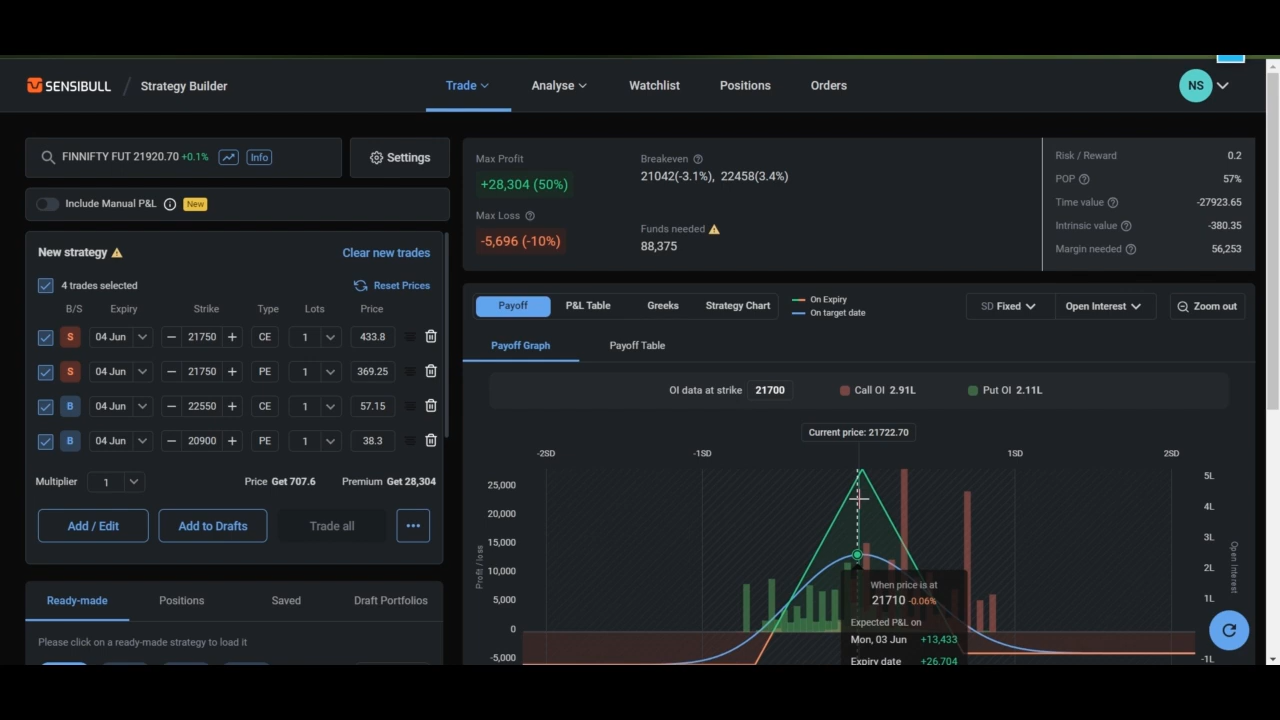 SENSIBULL / Strategy Builder
Trade Analyse Watchlist Positions Orders
NS
FINNIFTY FUT 21920.70 +0.1% Info
Settings
Include Manual P&L New
New strategy Clear new trades
4 trades selected Reset Prices
B/S Expiry Strike Type Lots Price
S 04 Jun − 21750 + CE 1 433.8
S 04 Jun − 21750 + PE 1 369.25
B 04 Jun − 22550 + CE 1 57.15
B 04 Jun − 20900 + PE 1 38.3
Multiplier 1 Price Get 707.6 Premium Get 28,304
Add / Edit Add to Drafts Trade all ...
Ready-made Positions Saved Draft Portfolios
Please click on a ready-made strategy to load it
Max Profit
+28,304 (50%)
Max Loss
-5,696 (-10%)
Breakeven
21042(-3.1%), 22458(3.4%)
Funds needed
88,375
Risk / Reward 0.2
POP 57%
Time value -27923.65
Intrinsic value -380.35
Margin needed 56,253
Payoff P&L Table Greeks Strategy Chart
On Expiry
On target date
SD Fixed Open Interest Zoom out
Payoff Graph Payoff Table
OI data at strike 21700 Call OI 2.91L Put OI 2.11L
Current price: 21722.70
-2SD -1SD 1SD 2SD
25,000
20,000
15,000
10,000
5,000
0
-5,000
Profit / loss
5L
4L
3L
2L
1L
-1L
Open Interest
When price is at
21710 -0.06%
Expected P&L on
Mon, 03 Jun +13,433
Expiry date +26,704